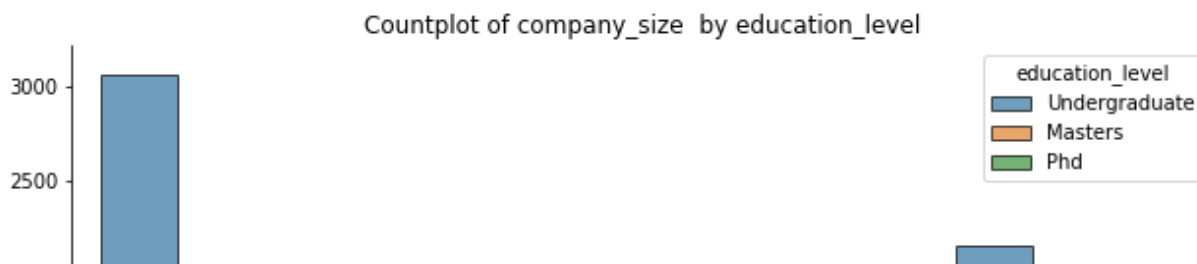 Countplot of company_size  by education_level
3000
2500
education_level
Undergraduate
Masters
Phd